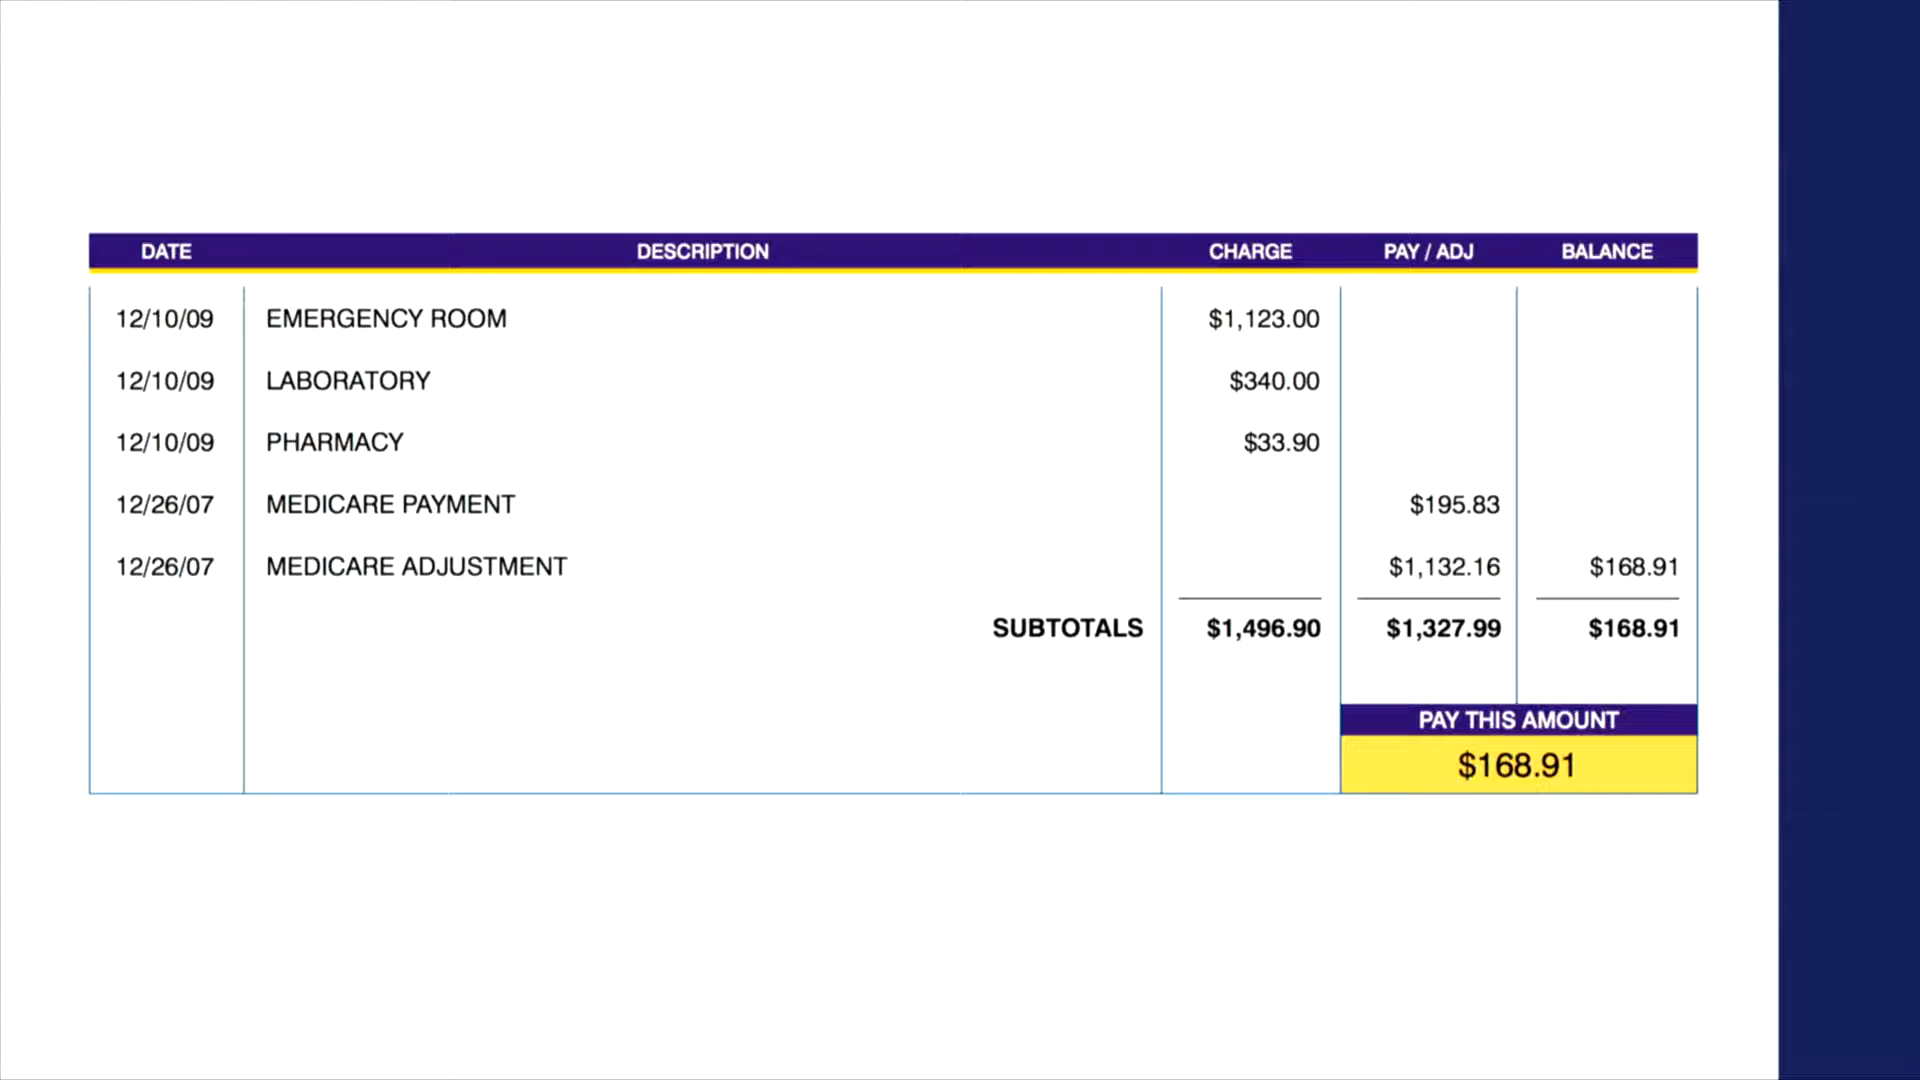 DATE DESCRIPTION CHARGE PAY / ADJ BALANCE
12/10/09 EMERGENCY ROOM $1,123.00
12/10/09 LABORATORY $340.00
12/10/09 PHARMACY $33.90
12/26/07 MEDICARE PAYMENT $195.83
12/26/07 MEDICARE ADJUSTMENT $1,132.16 $168.91
SUBTOTALS $1,496.90 $1,327.99 $168.91
PAY THIS AMOUNT
$168.91